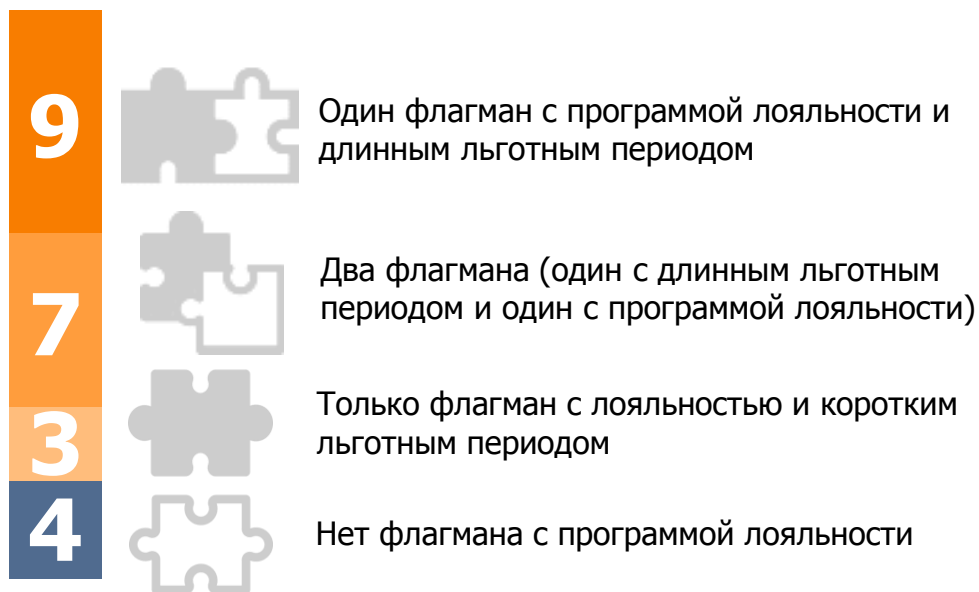 9
Один флагман с программой лояльности и
длинным льготным периодом
7
Два флагмана (один с длинным льготным
периодом и один с программой лояльности)
3
Только флагман с лояльностью и коротким
льготным периодом
4
Нет флагмана с программой лояльности